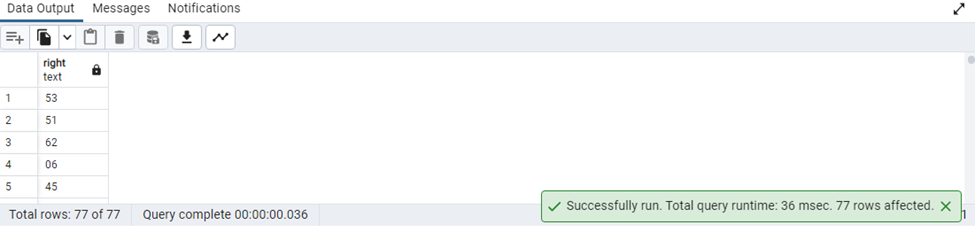 Data Output Messages Notifications
right
text
1 53
2 51
3 62
4 06
5 45
Successfully run. Total query runtime: 36 msec. 77 rows affected.
Total rows: 77 of 77 Query complete 00:00:00.036 1